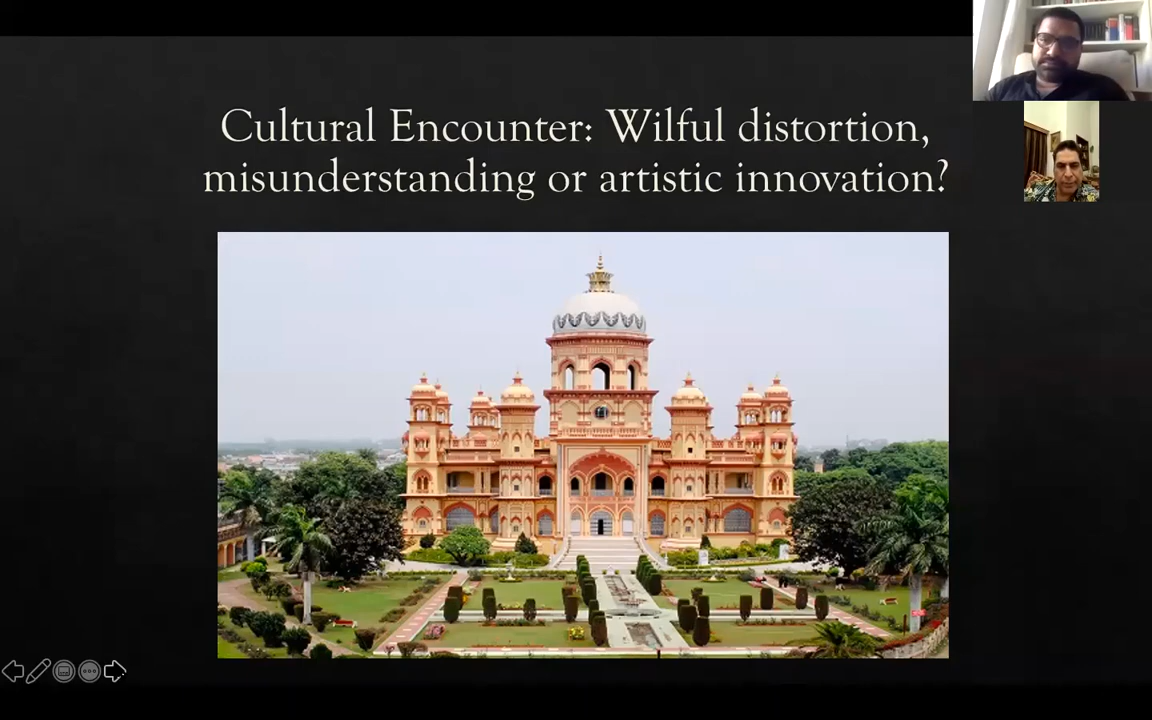 Cultural Encounter: Wilful distortion,
misunderstanding or artistic innovation?